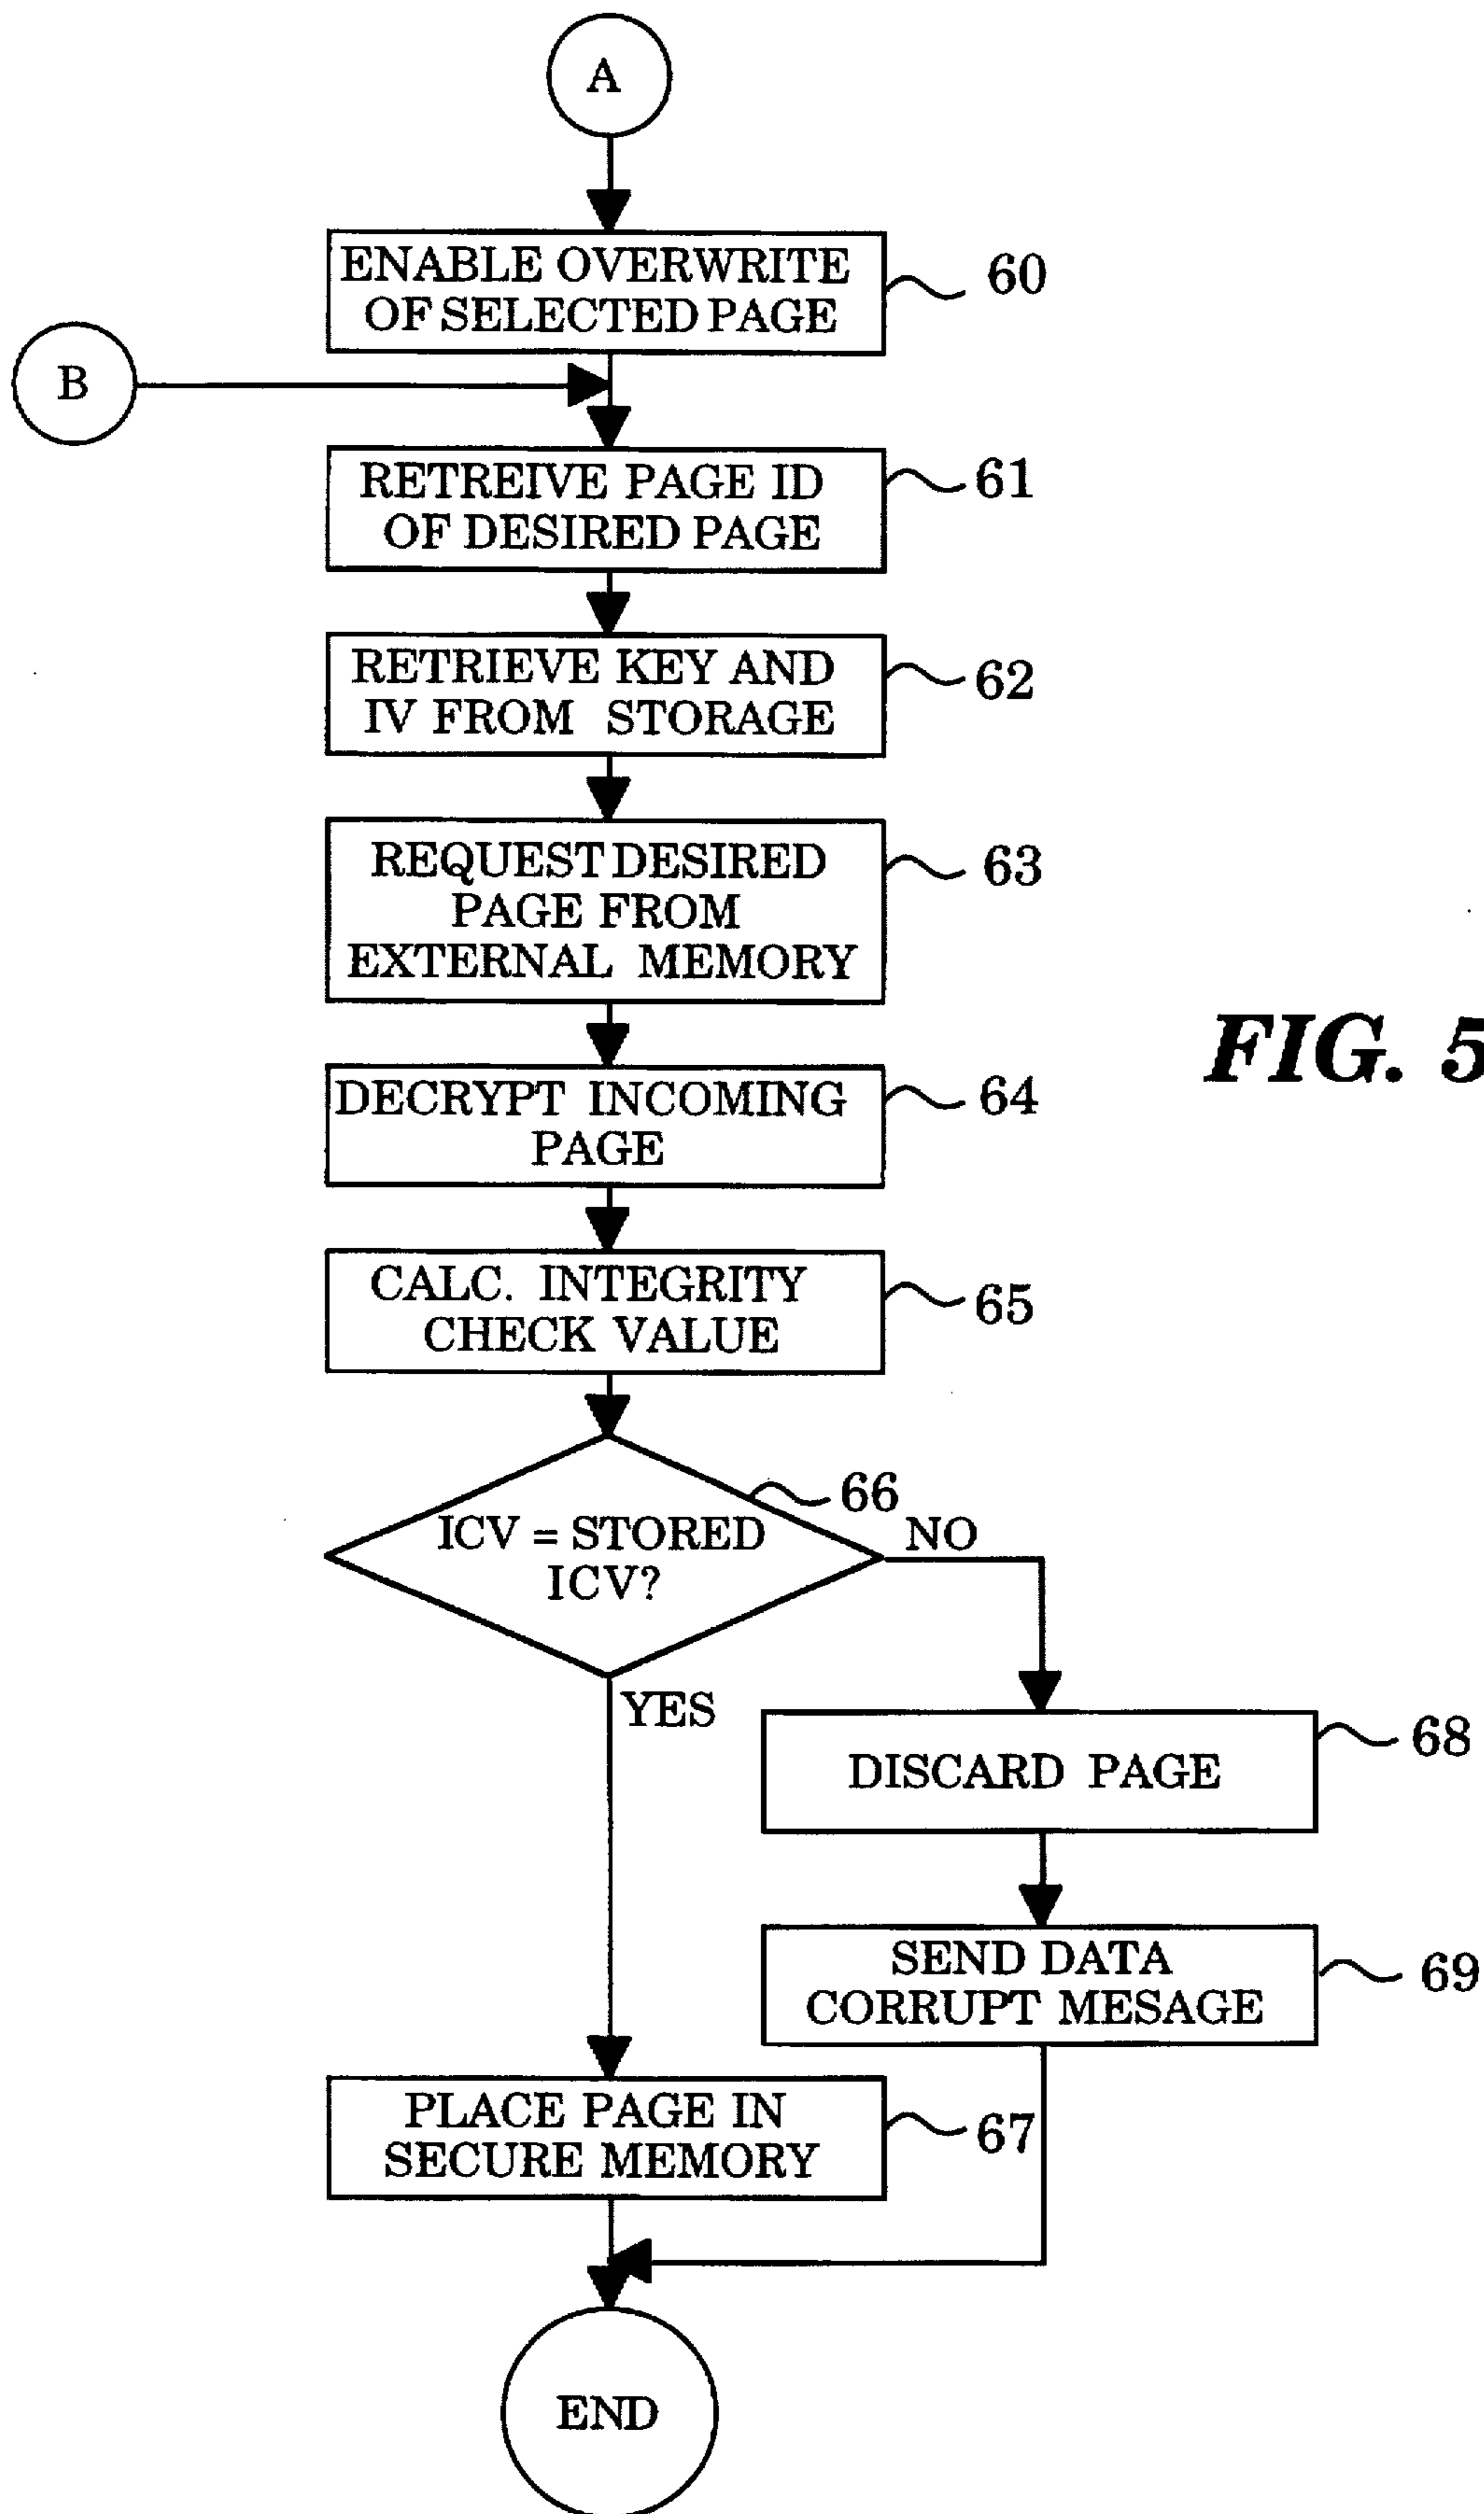 A
ENABLE OVERWRITE
OF SELECTED PAGE
60
B
RETREIVE PAGE ID
OF DESIRED PAGE
61
RETRIEVE KEY AND
IV FROM STORAGE
62
REQUEST DESIRED
PAGE FROM
EXTERNAL MEMORY
63
FIG. 5
DECRYPT INCOMING
PAGE
64
CALC. INTEGRITY
CHECK VALUE
65
66
ICV = STORED
ICV?
NO
YES
DISCARD PAGE
68
SEND DATA
CORRUPT MESAGE
69
PLACE PAGE IN
SECURE MEMORY
67
END